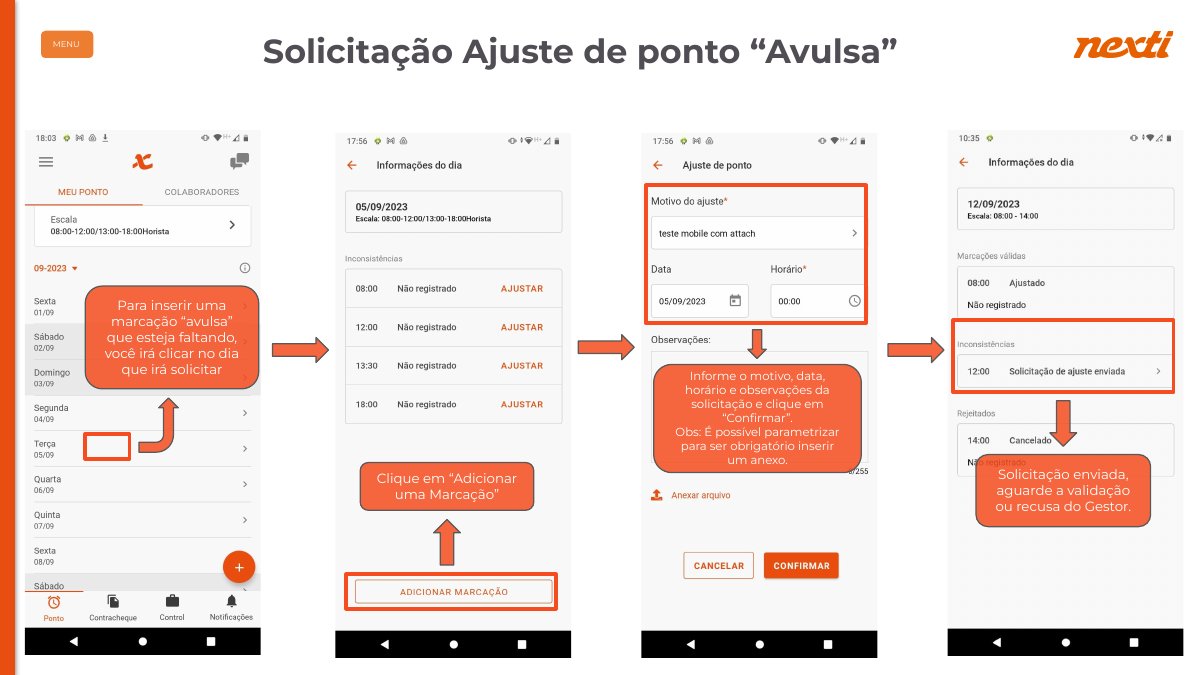 MENU
Solicitação Ajuste de ponto “Avulsa”
nexti
18:03
MEU PONTO
COLABORADORES
Escala
08:00-12:00/13:00-18:00Horista
09-2023
Sexta
01/09
Sábado
02/09
Domingo
03/09
Segunda
04/09
Terça
05/09
Quarta
06/09
Quinta
07/09
Sexta
08/09
Sábado
+
Ponto
Contracheque
Control
Notificações
Para inserir uma
marcação “avulsa”
que esteja faltando,
você irá clicar no dia
que irá solicitar
17:56
H+
Informações do dia
05/09/2023
Escala: 08:00-12:00/13:00-18:00Horista
Inconsistências
08:00 Não registrado AJUSTAR
12:00 Não registrado AJUSTAR
13:30 Não registrado AJUSTAR
18:00 Não registrado AJUSTAR
Clique em “Adicionar
uma Marcação”
ADICIONAR MARCAÇÃO
17:56
H+
Ajuste de ponto
Motivo do ajuste*
teste mobile com attach
Data
Horário*
05/09/2023
00:00
Observações:
Informe o motivo, data,
horário e observações da
solicitação e clique em
“Confirmar”.
Obs: É possível parametrizar
para ser obrigatório inserir
um anexo.
/255
Anexar arquivo
CANCELAR
CONFIRMAR
10:35
Informações do dia
12/09/2023
Escala: 08:00 - 14:00
Marcações válidas
08:00 Ajustado
Não registrado
Inconsistências
12:00 Solicitação de ajuste enviada
Rejeitados
14:00 Cancelado
Não registrado
Solicitação enviada,
aguarde a validação
ou recusa do Gestor.